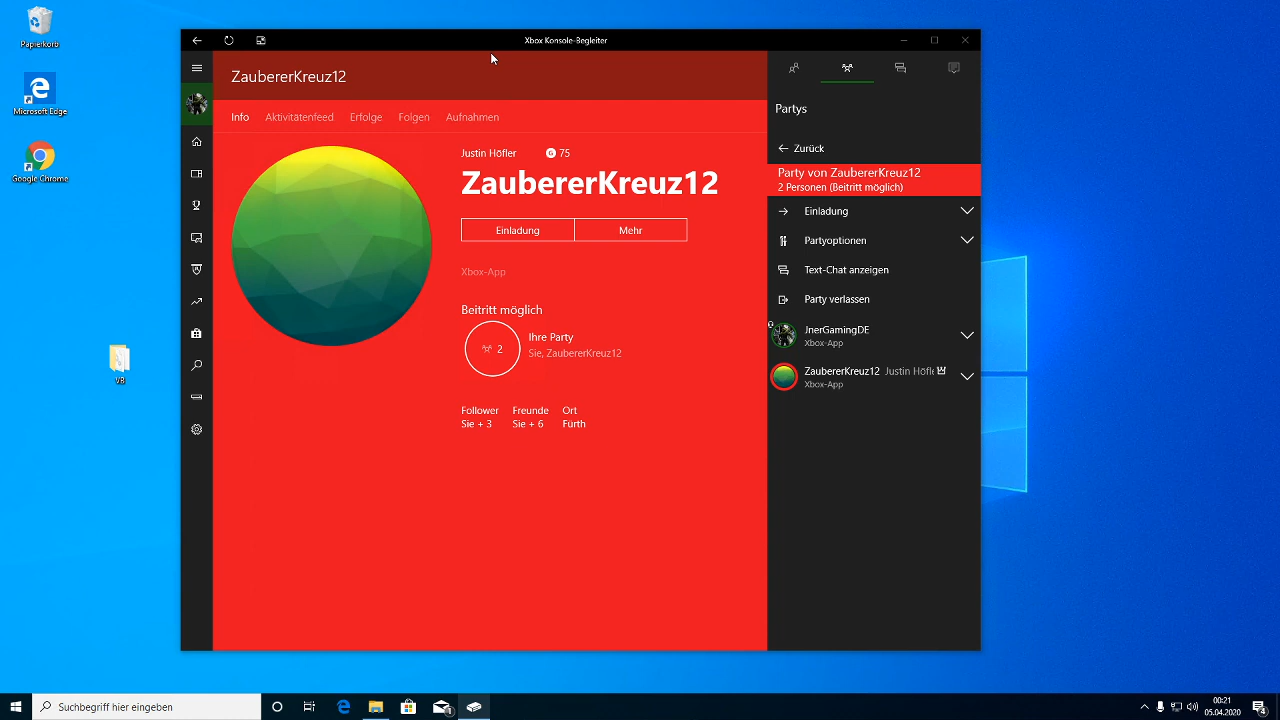 Papierkorb
Microsoft Edge
Google Chrome
VB
Xbox Konsole-Begleiter
ZaubererKreuz12
Info Aktivitätenfeed Erfolge Folgen Aufnahmen
Justin Höfler G 75
ZaubererKreuz12
Einladung Mehr
Xbox-App
Beitritt möglich
2
Ihre Party
Sie, ZaubererKreuz12
Follower Freunde Ort
Sie + 3 Sie + 6 Fürth
Partys
Zurück
Party von ZaubererKreuz12
2 Personen (Beitritt möglich)
Einladung
Partyoptionen
Text-Chat anzeigen
Party verlassen
JnerGamingDE
Xbox-App
ZaubererKreuz12 Justin Höfle
Xbox-App
Suchbegriff hier eingeben
00:21
05.04.2020